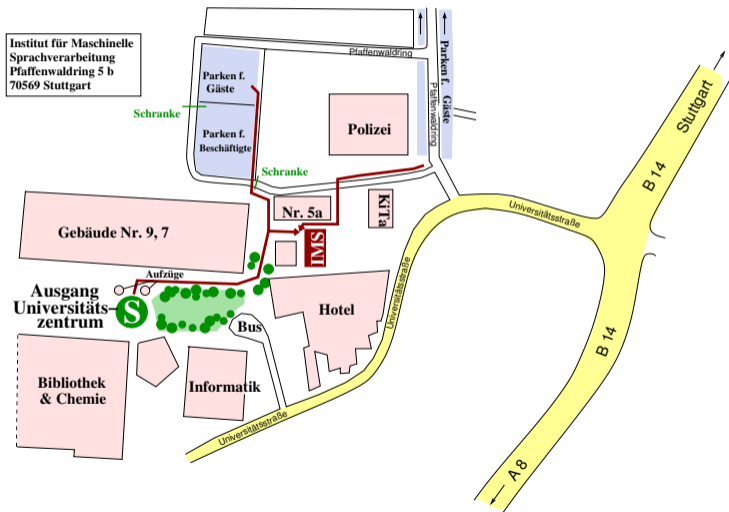 Institut für Maschinelle
Sprachverarbeitung
Pfaffenwaldring 5 b
70569 Stuttgart
Pfaffenwaldring
Parken f. Gäste
Pfaffenwaldring
Parken f.
Gäste
Schranke
Parken f.
Beschäftigte
Polizei
Stuttgart
B 14
Schranke
Nr. 5a
KiTa
Universitätsstraße
Gebäude Nr. 9, 7
IMS
Universitätsstraße
Aufzüge
Ausgang
Universitäts
zentrum
S
Bus
Hotel
B 14
Bibliothek
& Chemie
Informatik
Universitätsstraße
A 8